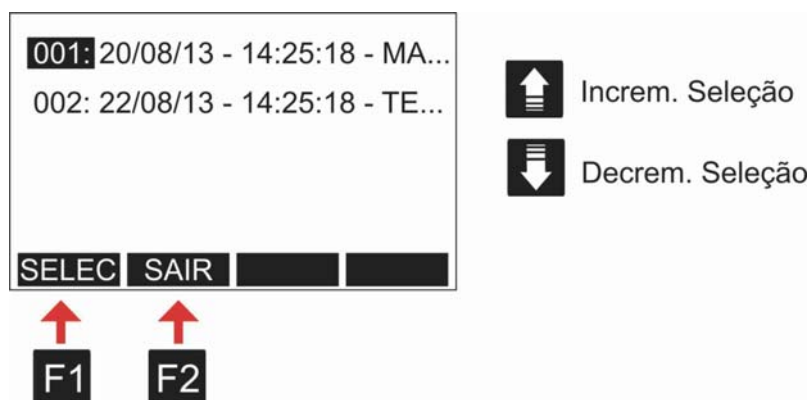 001: 20/08/13 - 14:25:18 - MA...
002: 22/08/13 - 14:25:18 - TE...
SELEC SAIR
F1 F2
Increm. Seleção
Decrem. Seleção